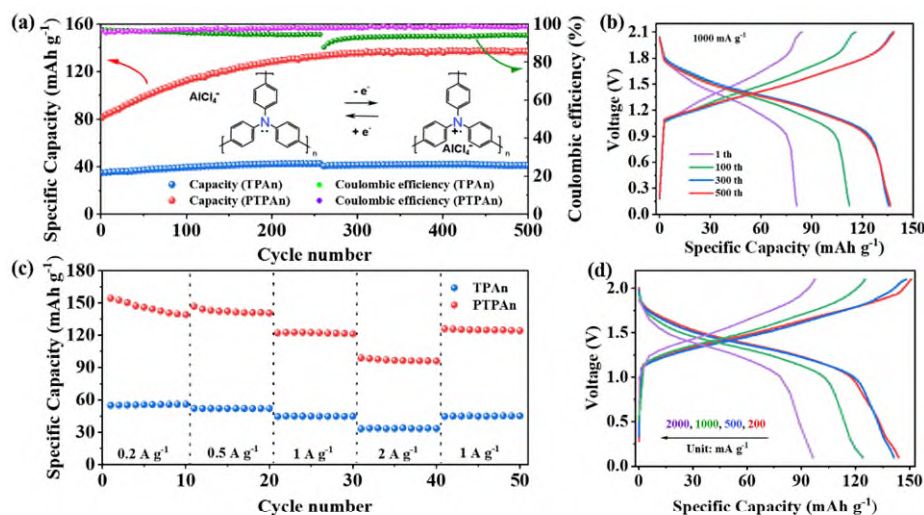 (a)
160
120
80
40
0
Specific Capacity (mAh g⁻¹)
100
80
60
40
20
0
Coulombic efficiency (%)
AlCl₄⁻
N
n
- e⁻
+ e⁻
N
AlCl₄⁻
n
Capacity (TPAn)
Coulombic efficiency (TPAn)
Capacity (PTPAn)
Coulombic efficiency (PTPAn)
0 100 200 300 400 500
Cycle number
(b)
1000 mA g⁻¹
2.1
1.8
1.5
1.2
0.9
0.6
0.3
Voltage (V)
1 th
100 th
300 th
500 th
0 30 60 90 120 150
Specific Capacity (mAh g⁻¹)
(c)
180
150
120
90
60
30
0
Specific Capacity (mAh g⁻¹)
TPAn
PTPAn
0.2 A g⁻¹ 0.5 A g⁻¹ 1 A g⁻¹ 2 A g⁻¹ 1 A g⁻¹
0 10 20 30 40 50
Cycle number
(d)
2.0
1.5
1.0
0.5
0.0
Voltage (V)
2000, 1000, 500, 200
Unit: mA g⁻¹
0 30 60 90 120 150
Specific Capacity (mAh g⁻¹)